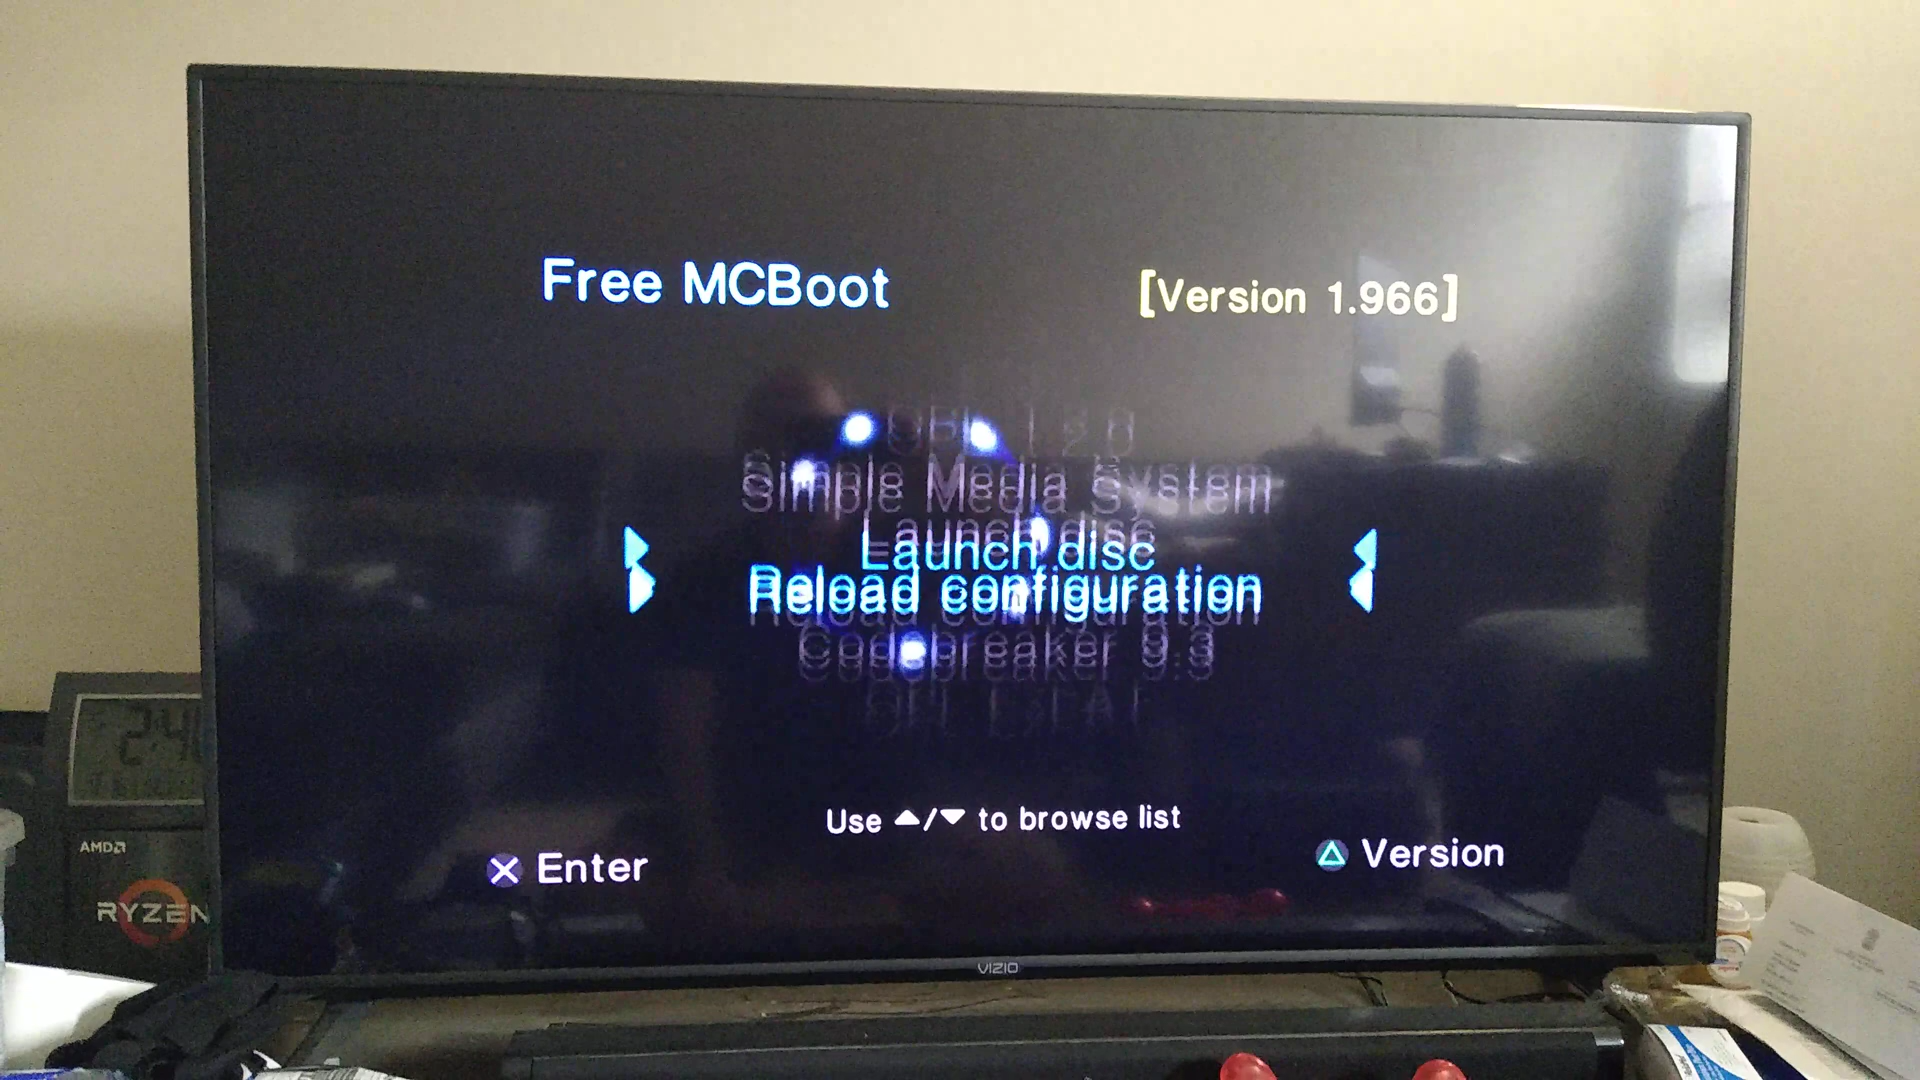 Free MCBoot
[Version 1.966]
Simple Media System
Launch disc
Reload configuration
Codebreaker 9.3
Use ▲/▼ to browse list
Enter
Version
VIZIO
AMD
RYZEN